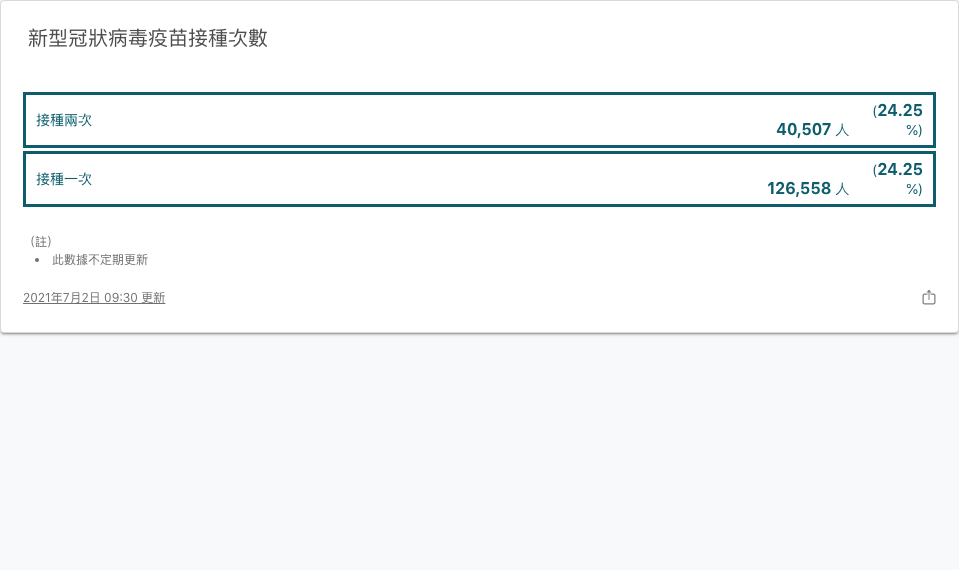 新型冠狀病毒疫苗接種次數
接種兩次
40,507 人
(24.25
%)
接種一次
126,558 人
(24.25
%)
（註）
• 此數據不定期更新
2021年7月2日 09:30 更新